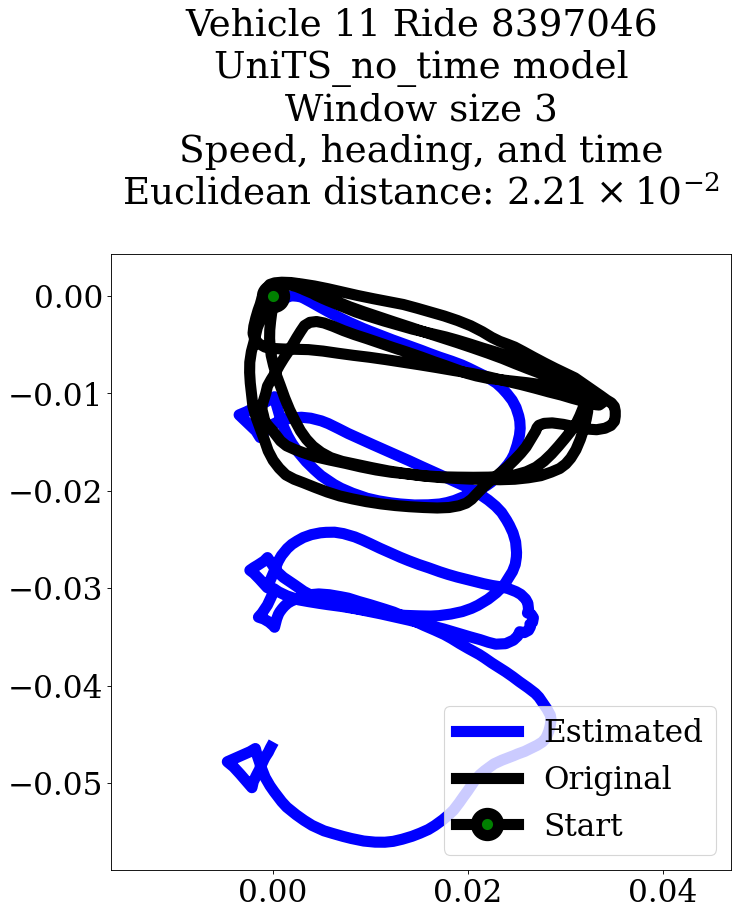 Vehicle 11 Ride 8397046
UniTS_no_time model
Window size 3
Speed, heading, and time
Euclidean distance: 2.21 × 10⁻²
0.00
−0.01
−0.02
−0.03
−0.04
−0.05
Estimated
Original
Start
0.00 0.02 0.04